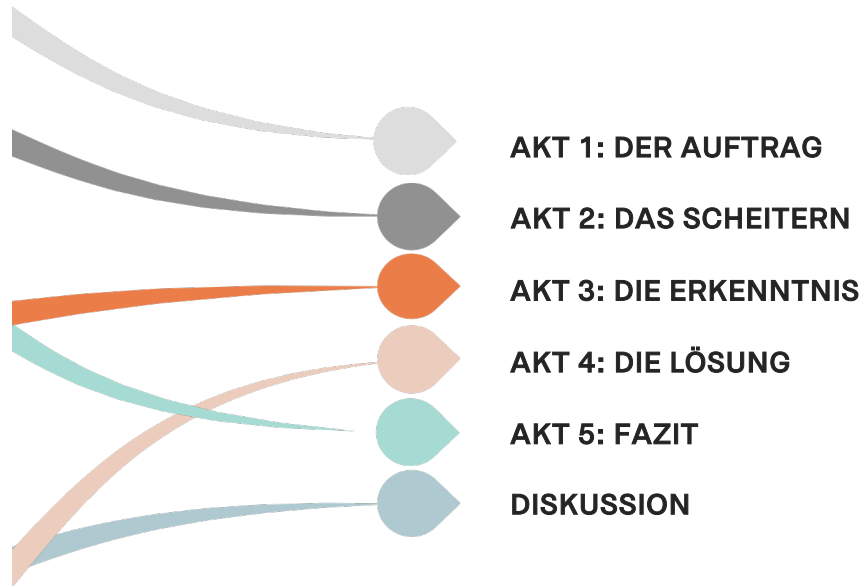 AKT 1: DER AUFTRAG
AKT 2: DAS SCHEITERN
AKT 3: DIE ERKENNTNIS
AKT 4: DIE LÖSUNG
AKT 5: FAZIT
DISKUSSION